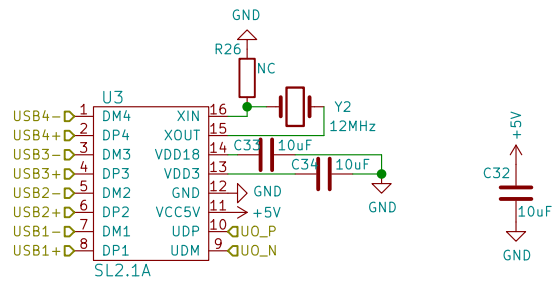 GND
R26
NC
U3
Y2
12MHz
USB4- 1 DM4 XIN 16
USB4+ 2 DP4 XOUT 15
USB3- 3 DM3 VDD18 14 C33 10uF
USB3+ 4 DP3 VDD3 13 C34 10uF
USB2- 5 DM2 GND 12 GND
USB2+ 6 DP2 VCC5V 11 +5V
USB1- 7 DM1 UDP 10 UO_P
USB1+ 8 DP1 UDM 9 UO_N
SL2.1A
GND
+5V
C32
10uF
GND